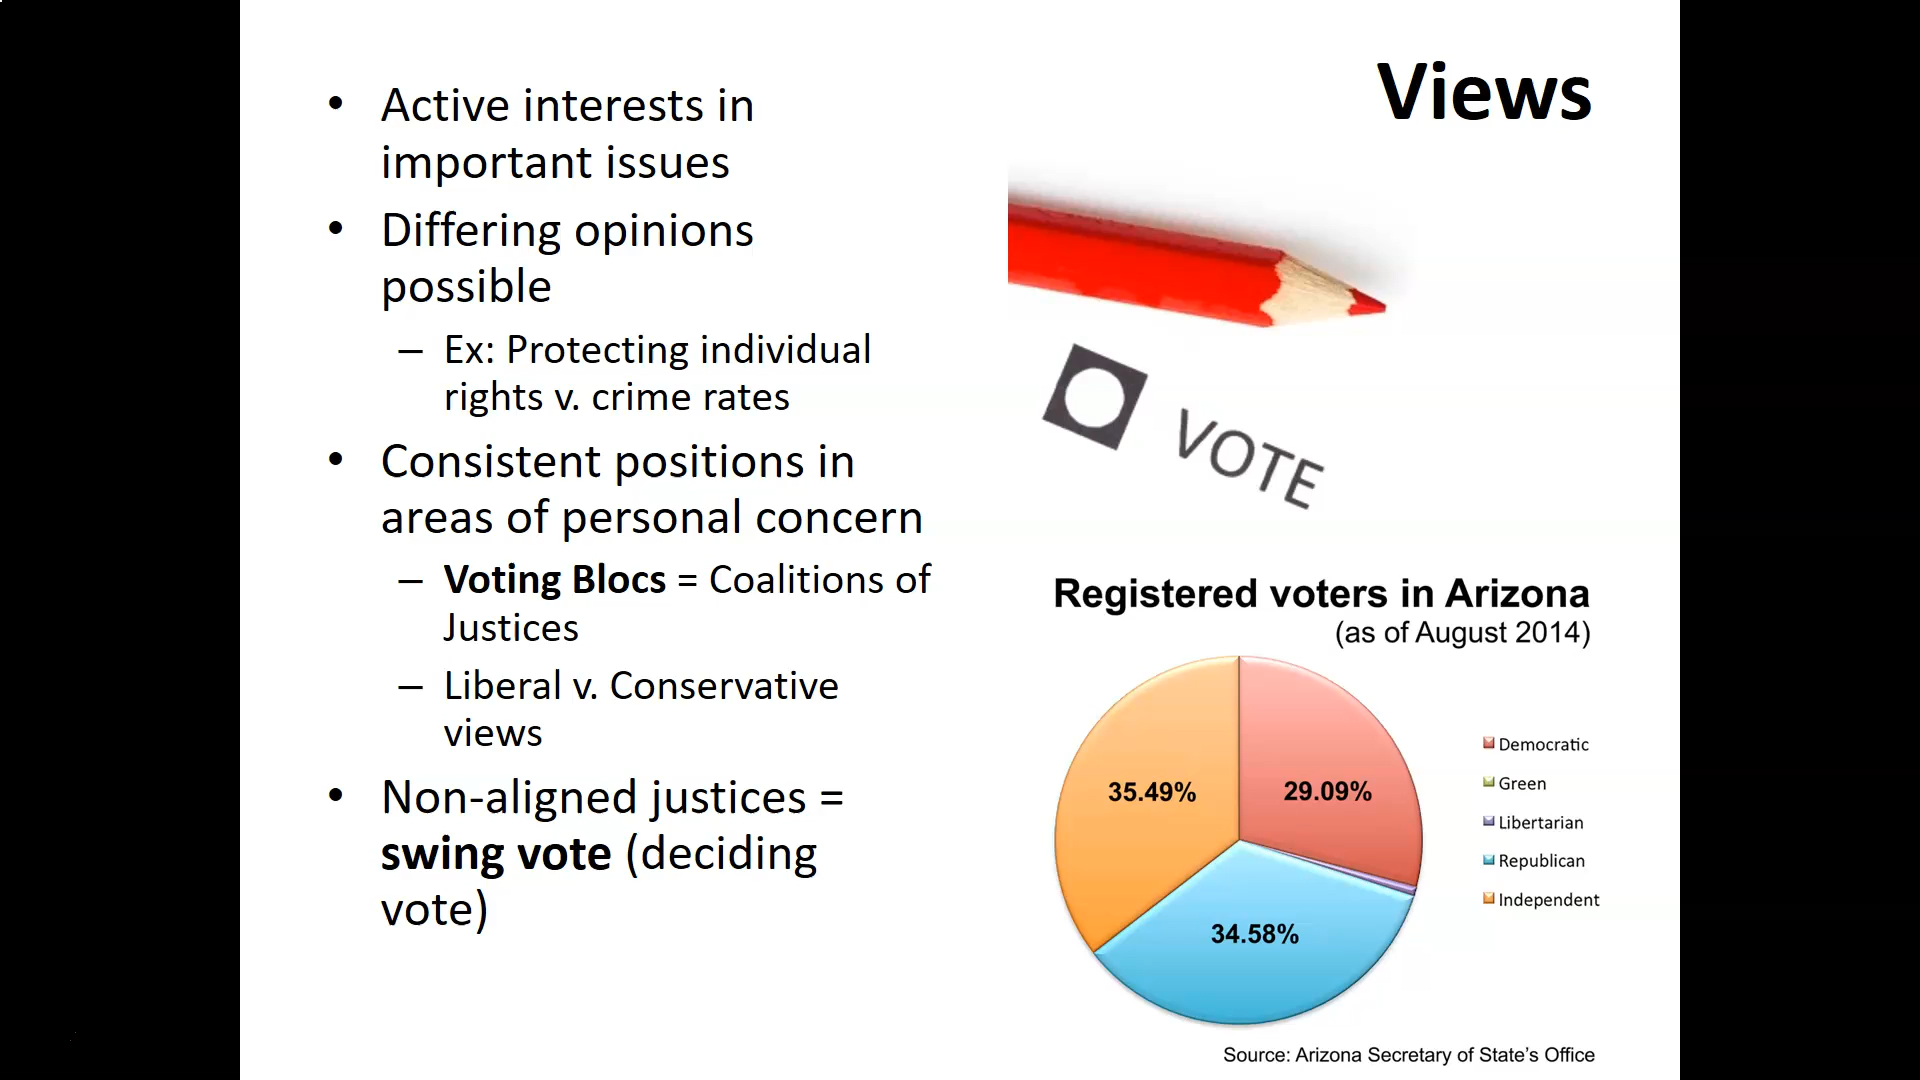 Views
• Active interests in
important issues
• Differing opinions
possible
– Ex: Protecting individual
rights v. crime rates
• Consistent positions in
areas of personal concern
– Voting Blocs = Coalitions of
Justices
– Liberal v. Conservative
views
• Non-aligned justices =
swing vote (deciding
vote)
VOTE
Registered voters in Arizona
(as of August 2014)
35.49%
29.09%
34.58%
Democratic
Green
Libertarian
Republican
Independent
Source: Arizona Secretary of State’s Office